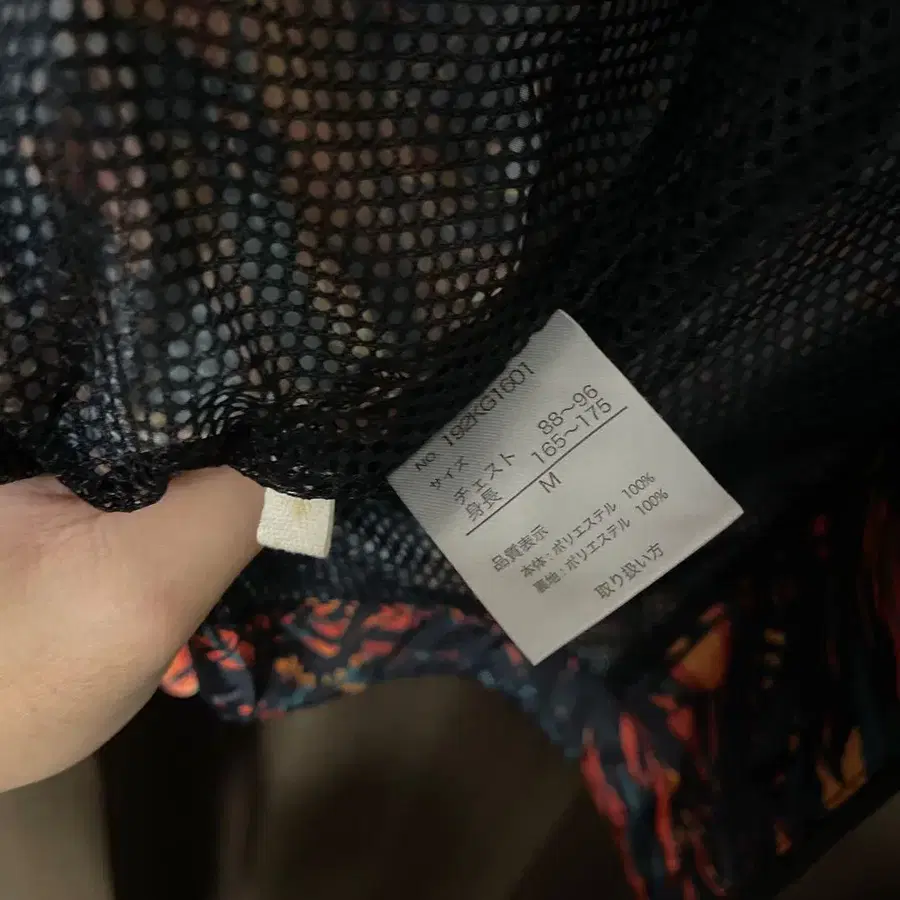 NO. 192KG1601
サイズ
チェスト 88〜96
身長 165〜175
M
品質表示
本体：ポリエステル 100%
裏地：ポリエステル 100%
取り扱い方